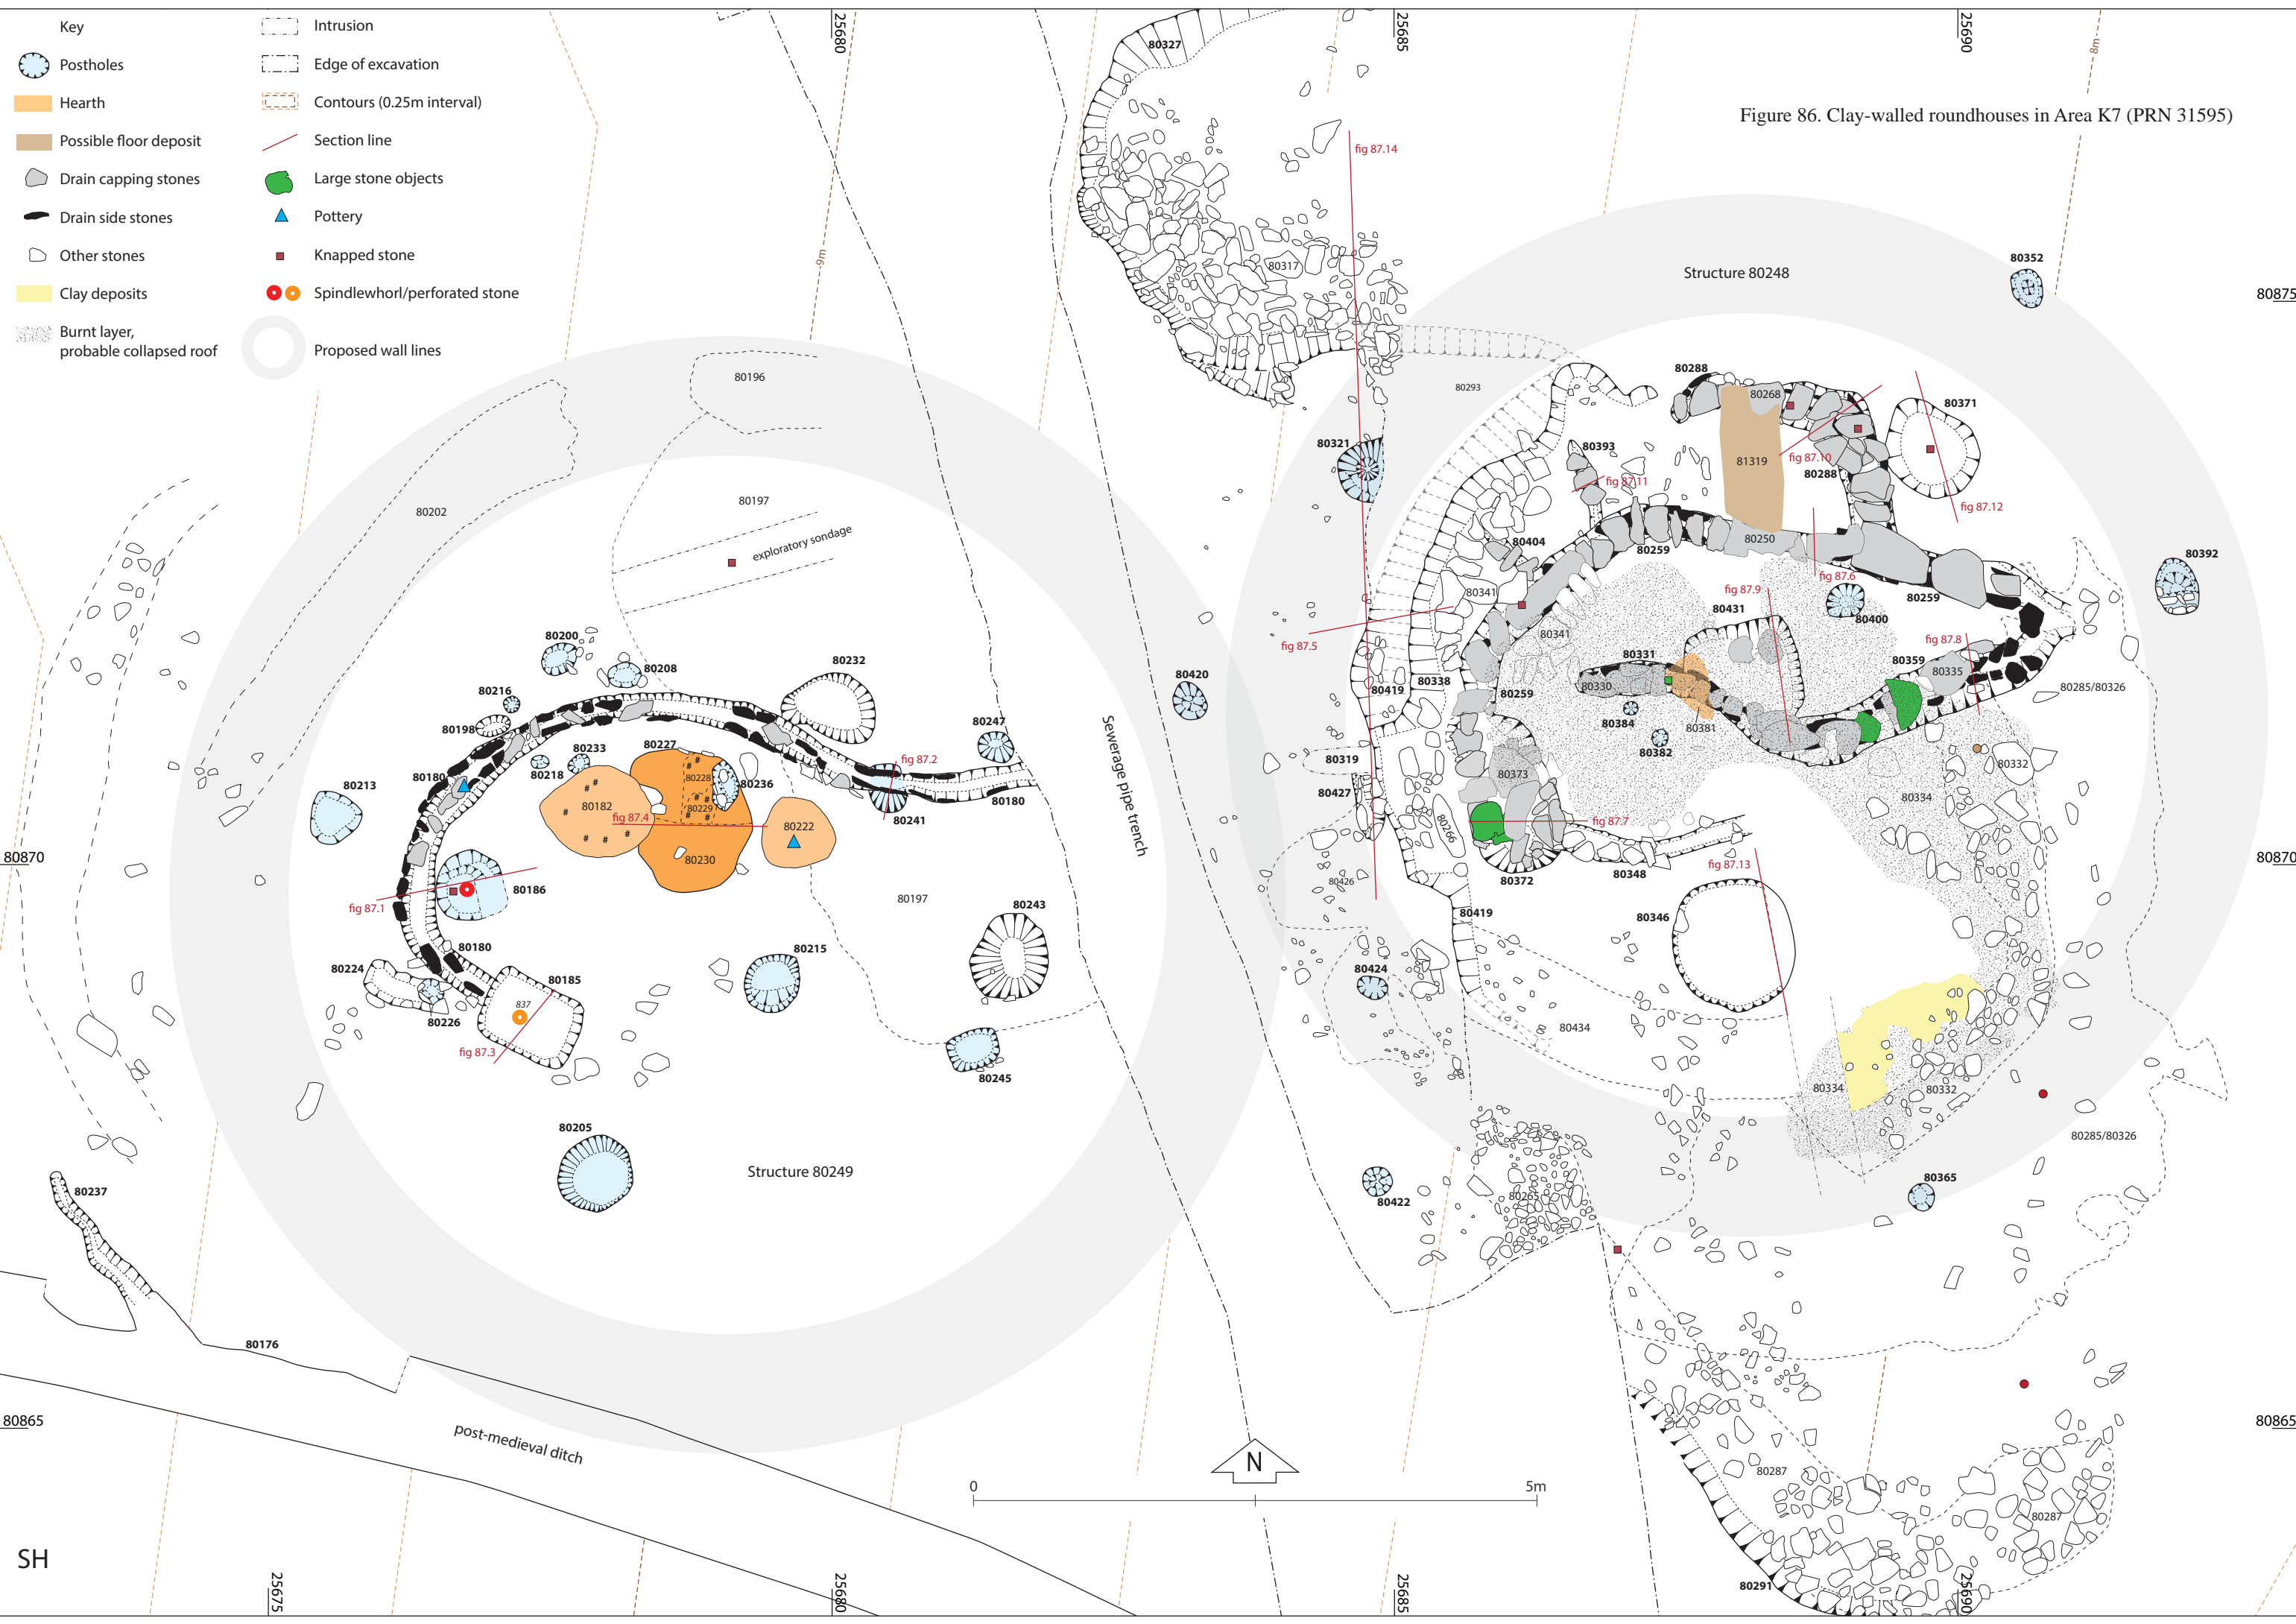 Key
Postholes
Hearth
Possible floor deposit
Drain capping stones
Drain side stones
Other stones
Clay deposits
Burnt layer,
probable collapsed roof
Intrusion
Edge of excavation
Contours (0.25m interval)
Section line
Large stone objects
Pottery
Knapped stone
Spindlewhorl/perforated stone
Proposed wall lines
Figure 86. Clay-walled roundhouses in Area K7 (PRN 31595)
25680
25685
25690
8m
9m
80327
fig 87.14
80317
Structure 80248
80352
80875
80196
80293
80288
80268
80371
80321
80393
81319
fig 87.10
80288
fig 87.11
fig 87.12
80202
80197
exploratory sondage
80404
80259
80250
fig 87.6
80392
80341
fig 87.9
80431
80259
80400
fig 87.5
80341
fig 87.8
80200
80208
80232
80420
80419
80338
80259
80331
80330
80359
80335
80285/80326
80216
80198
80247
Sewerage pipe trench
80384
80381
80382
80233
80227
80218
80228
80236
fig 87.2
80319
80373
80332
80213
80180
80182
80229
fig 87.4
80222
80241
80180
80427
80266
80334
fig 87.7
80870
80230
80186
80426
80372
80348
fig 87.13
80870
fig 87.1
80197
80243
80419
80346
80180
80224
80185
80215
80424
837
80226
80434
fig 87.3
80245
80334
80332
80205
80285/80326
Structure 80249
80422
80265
80365
80237
80176
80865
post-medieval ditch
80865
N
0
5m
80287
80287
SH
80291
25675
25680
25685
25690